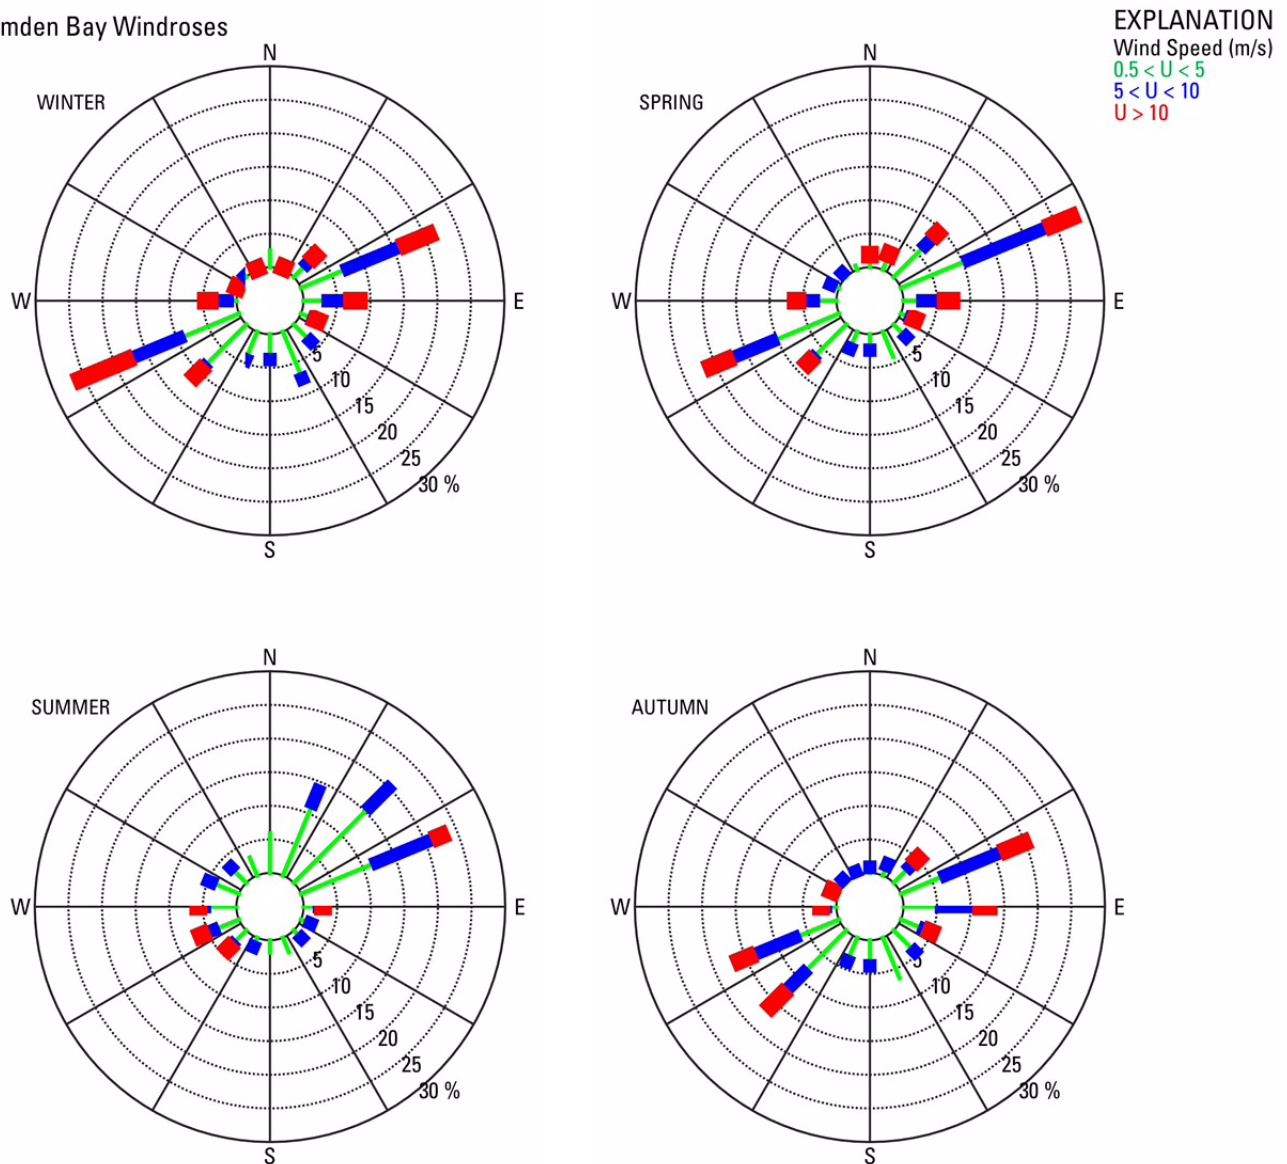 mden Bay Windroses
EXPLANATION
Wind Speed (m/s)
0.5 < U < 5
5 < U < 10
U > 10
WINTER
N
W
E
S
5
10
15
20
25
30 %
SPRING
N
W
E
S
5
10
15
20
25
30 %
SUMMER
N
W
E
S
5
10
15
20
25
30 %
AUTUMN
N
W
E
S
5
10
15
20
25
30 %